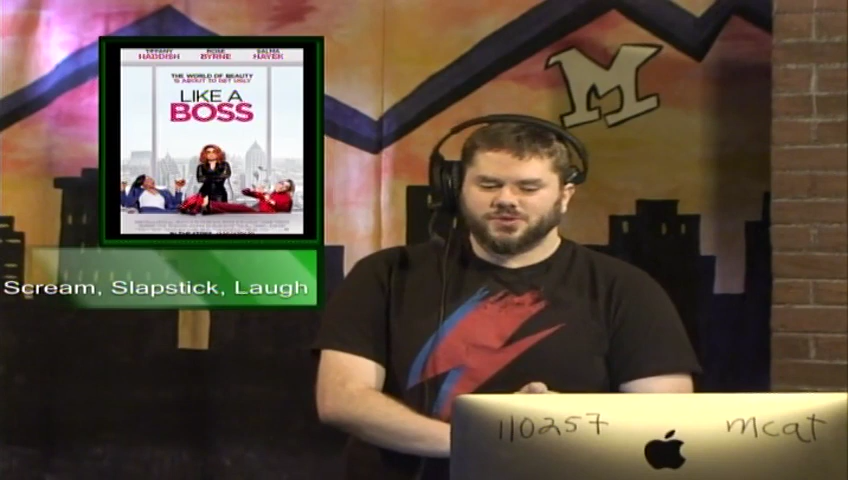 TIFFANY ROSE SALMA
HADDISH BYRNE HAYEK
THE WORLD OF BEAUTY
IS ABOUT TO GET UGLY
LIKE A
BOSS
M
Scream, Slapstick, Laugh
110257 mcat